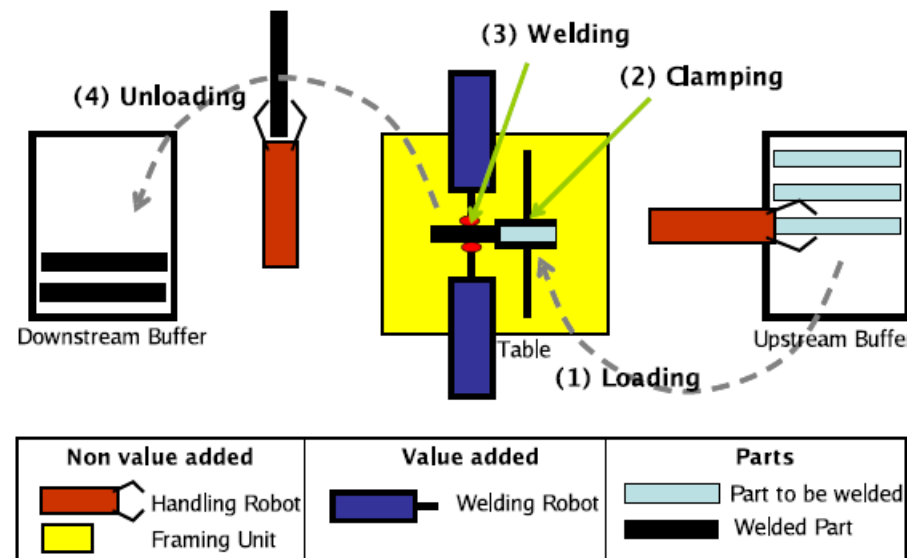 (3) Welding
(2) Clamping
(4) Unloading
Downstream Buffer
Table
Upstream Buffer
(1) Loading
Non value added
Value added
Parts
Handling Robot
Welding Robot
Part to be welded
Framing Unit
Welded Part